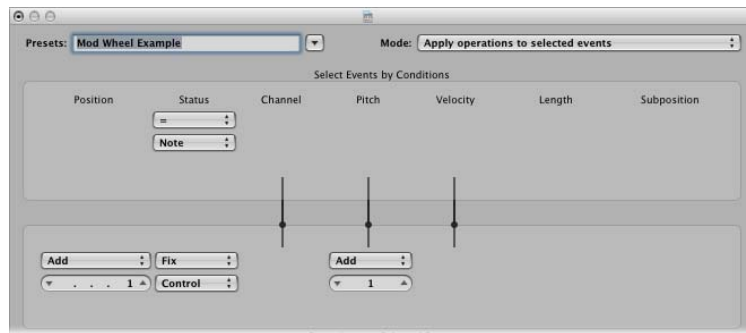 Presets: Mod Wheel Example Mode: Apply operations to selected events
Select Events by Conditions
Position Status Channel Pitch Velocity Length Subposition
=
Note
Add Fix Add
. . . 1 Control 1